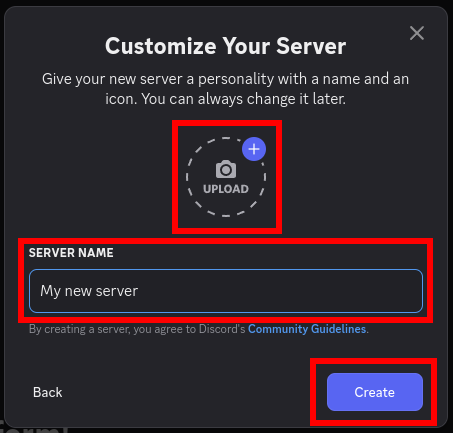 Customize Your Server
Give your new server a personality with a name and an
icon. You can always change it later.
UPLOAD
SERVER NAME
My new server
By creating a server, you agree to Discord's Community Guidelines.
Back
Create